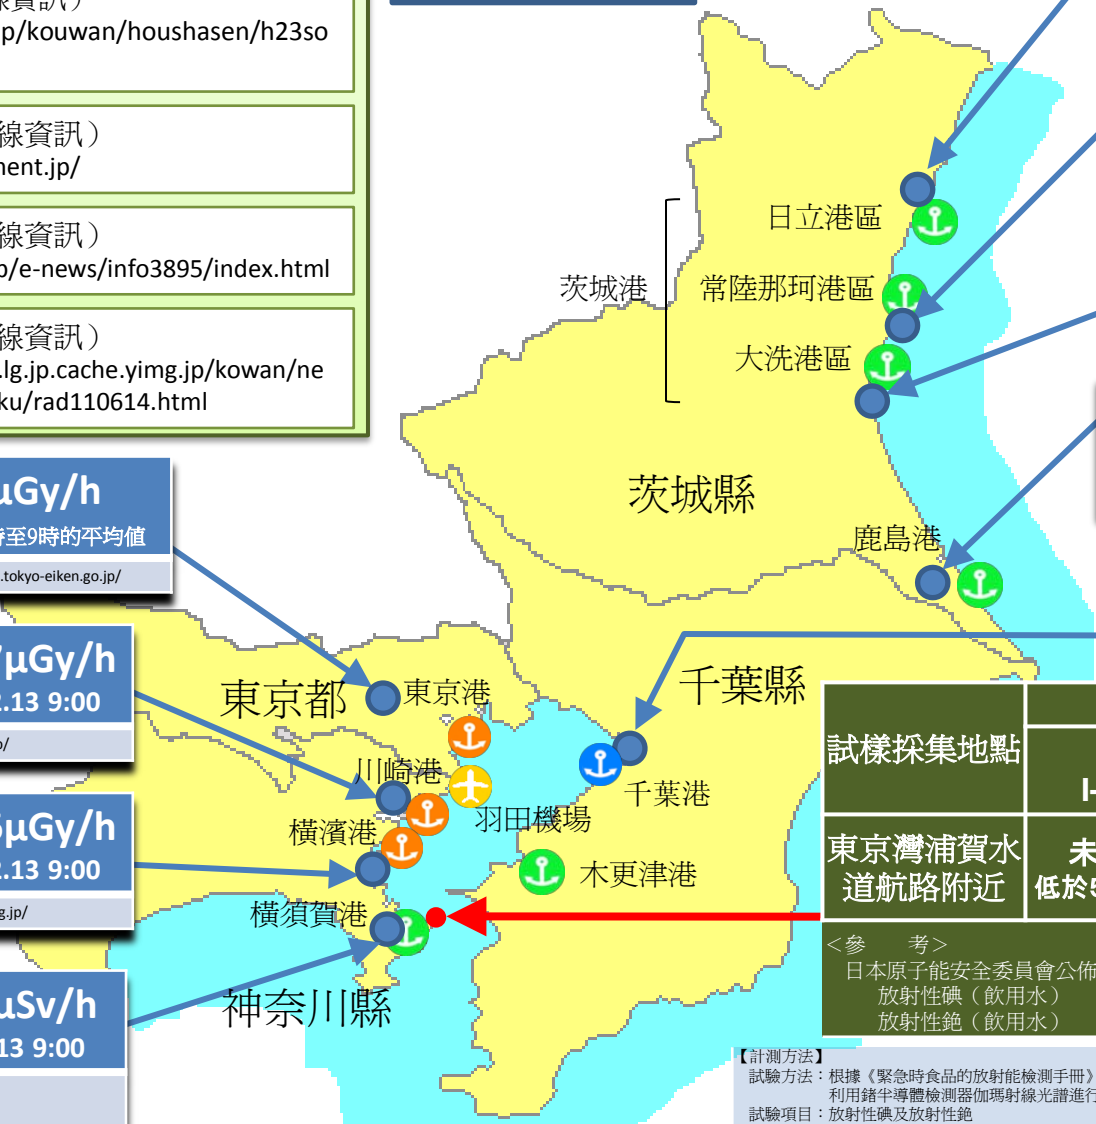 線資訊）
p/kouwan/houshasen/h23so
線資訊）
nent.jp/
線資訊）
p/e-news/info3895/index.html
線資訊）
.lg.jp.cache.yimg.jp/kowan/ne
ku/rad110614.html
日立港區
茨城港
常陸那珂港區
大洗港區
茨城縣
鹿島港
μGy/h
時至9時的平均值
.tokyo-eiken.go.jp/
7μGy/h
2.13 9:00
p/
5μGy/h
2.13 9:00
g.jp/
μSv/h
13 9:00
東京都
東京港
千葉縣
川崎港
羽田機場
千葉港
橫濱港
木更津港
橫須賀港
神奈川縣
試樣採集地點
I-
東京灣浦賀水
道航路附近
未
低於5
＜參　考＞
日本原子能安全委員會公佈
放射性碘（飲用水）
放射性銫（飲用水）
【計測方法】
試驗方法：根據《緊急時食品的放射能檢測手冊》
利用鍺半導體檢測器伽瑪射線光譜進行
試驗項目：放射性碘及放射性銫